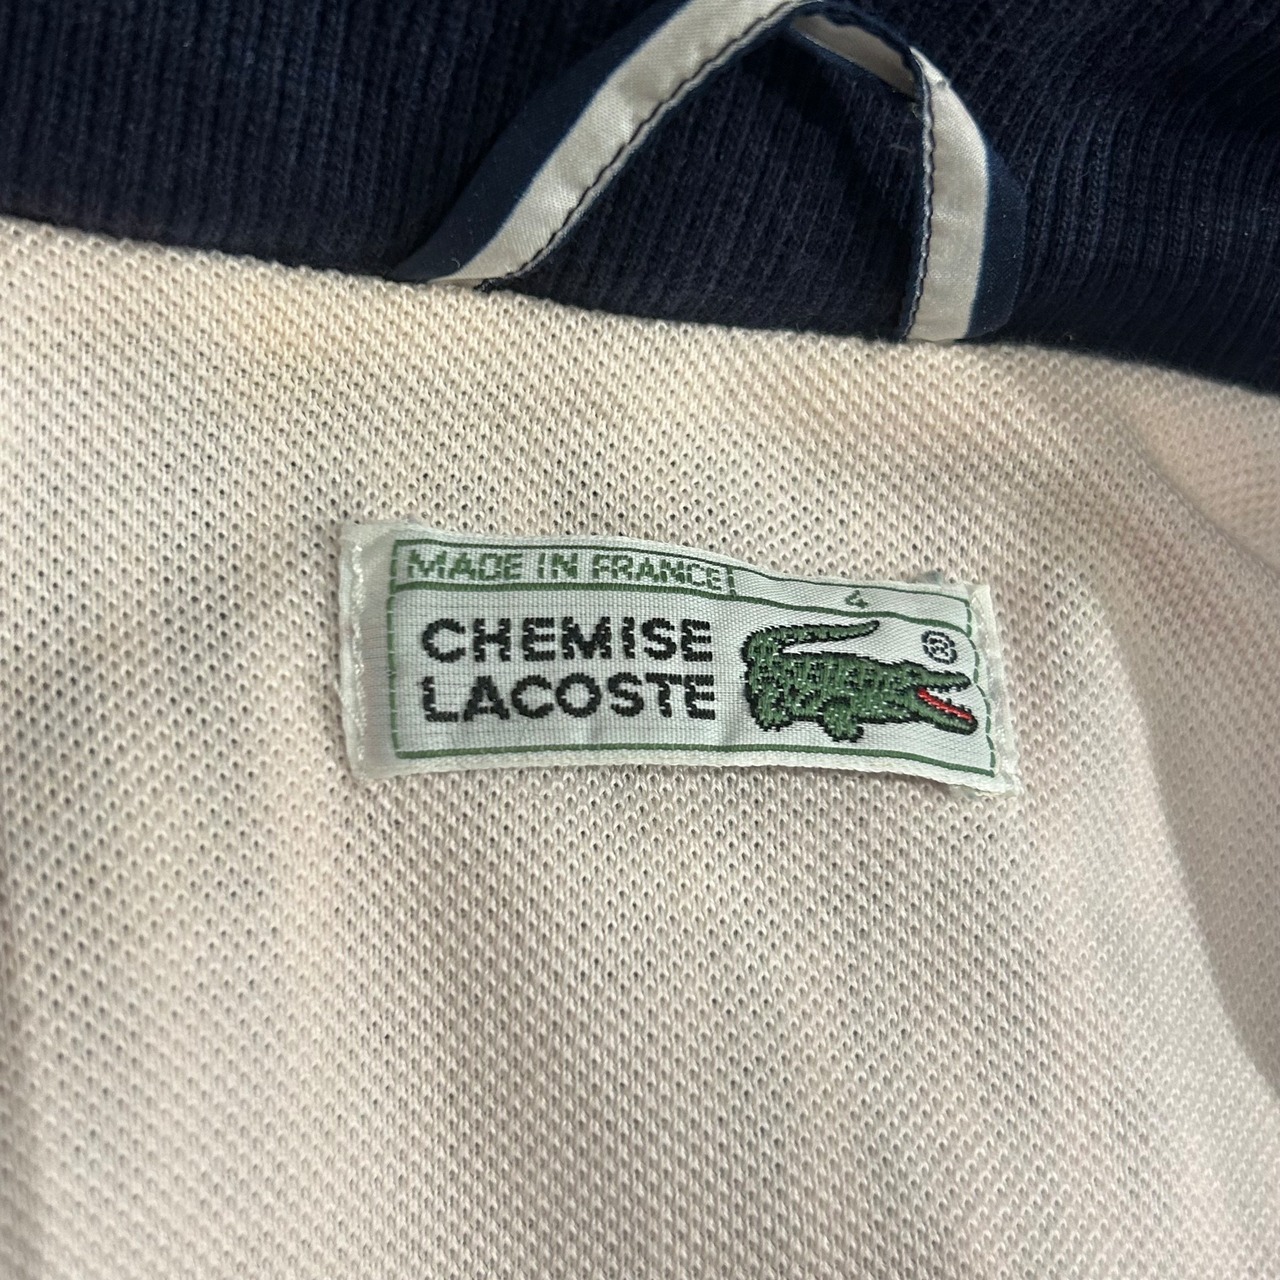 MADE IN FRANCE
4
CHEMISE
LACOSTE
®